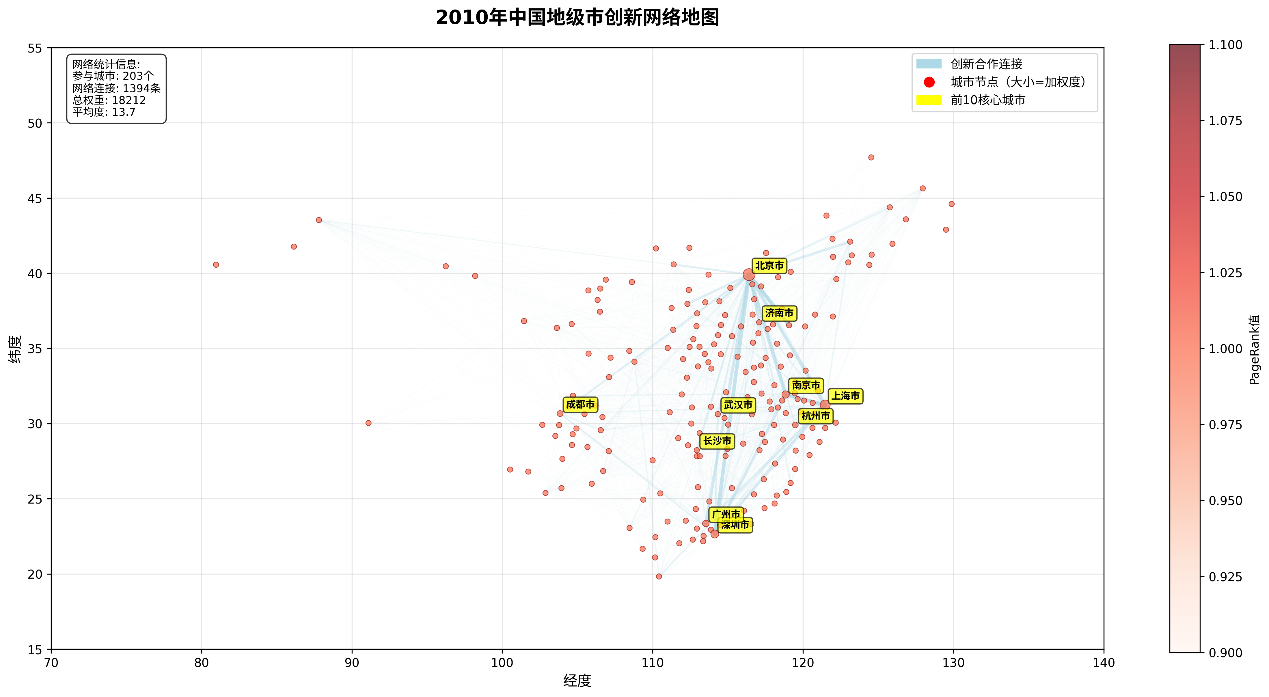 2010年中国地级市创新网络地图
网络统计信息:
参与城市: 203个
网络连接: 1394条
总权重: 18212
平均度: 13.7
创新合作连接
城市节点（大小=加权度）
前10核心城市
55
50
45
40
35
30
25
20
15
纬度
北京市
济南市
南京市
上海市
成都市
武汉市
杭州市
长沙市
广州市
深圳市
70
80
90
100
110
120
130
140
经度
1.100
1.075
1.050
1.025
1.000
0.975
0.950
0.925
0.900
PageRank值